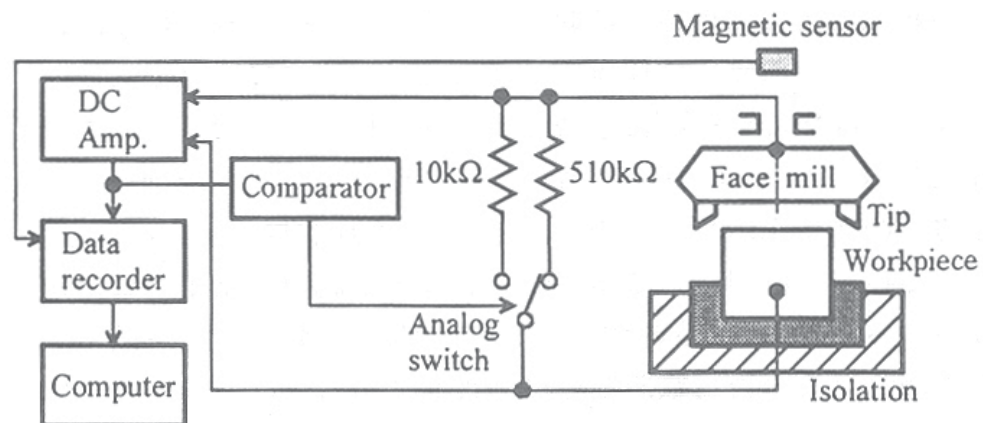 Magnetic sensor
DC
Amp.
10kΩ
510kΩ
Comparator
Face mill
Tip
Data
recorder
Workpiece
Analog
switch
Computer
Isolation